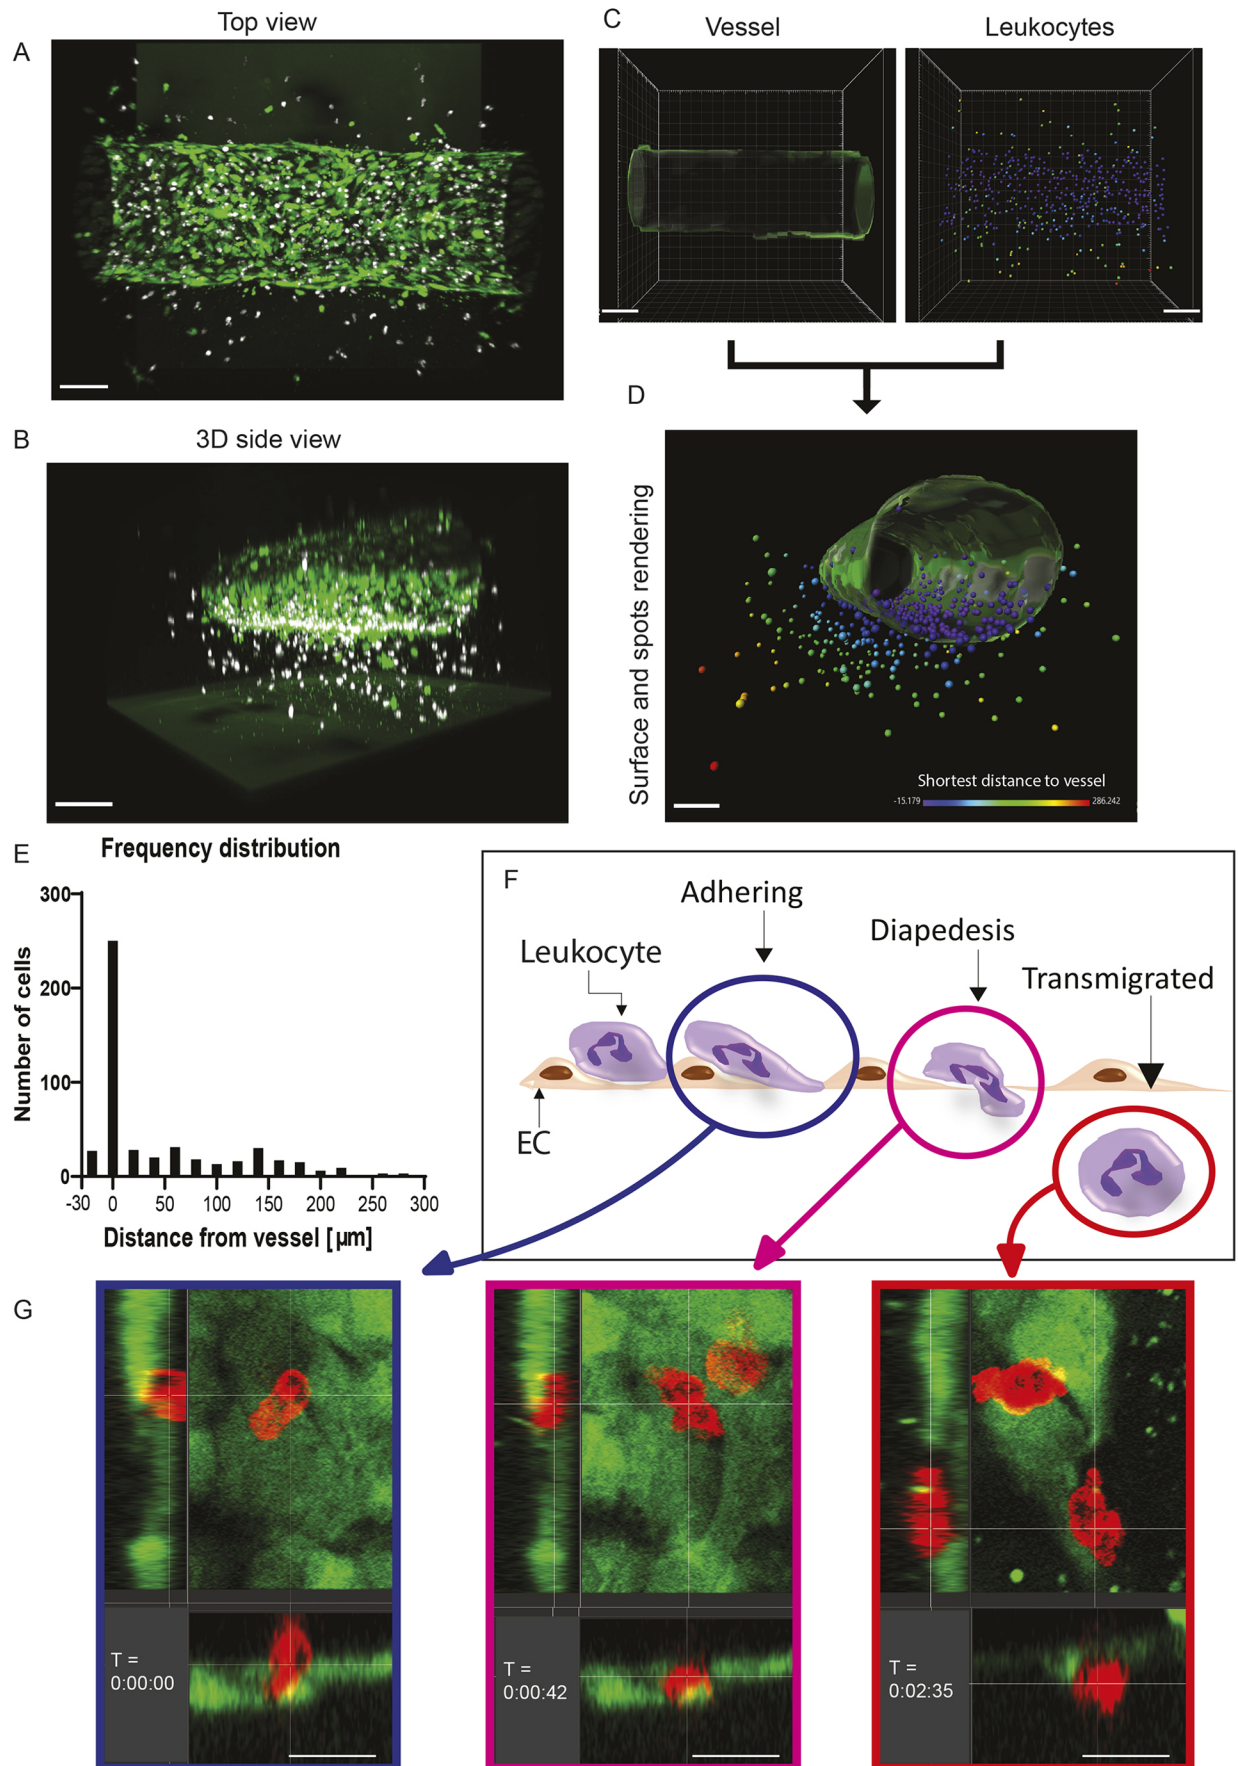 A
Top view
B
3D side view
C
Vessel
Leukocytes
D
Surface and spots rendering
Shortest distance to vessel
-15.179
286.242
E
Frequency distribution
Number of cells
300
200
100
0
-30 0 50 100 150 200 250 300
Distance from vessel [µm]
F
Leukocyte
Adhering
Diapedesis
Transmigrated
EC
G
T =
0:00:00
T =
0:00:42
T =
0:02:35